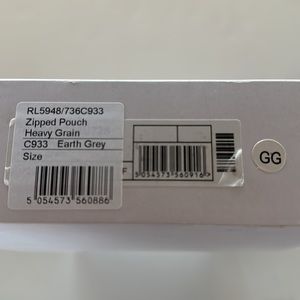 RL5948/736C933
Zipped Pouch
Heavy Grain
C933 Earth Grey
Size
5 054573 560886
F
5 054573 560916
GG